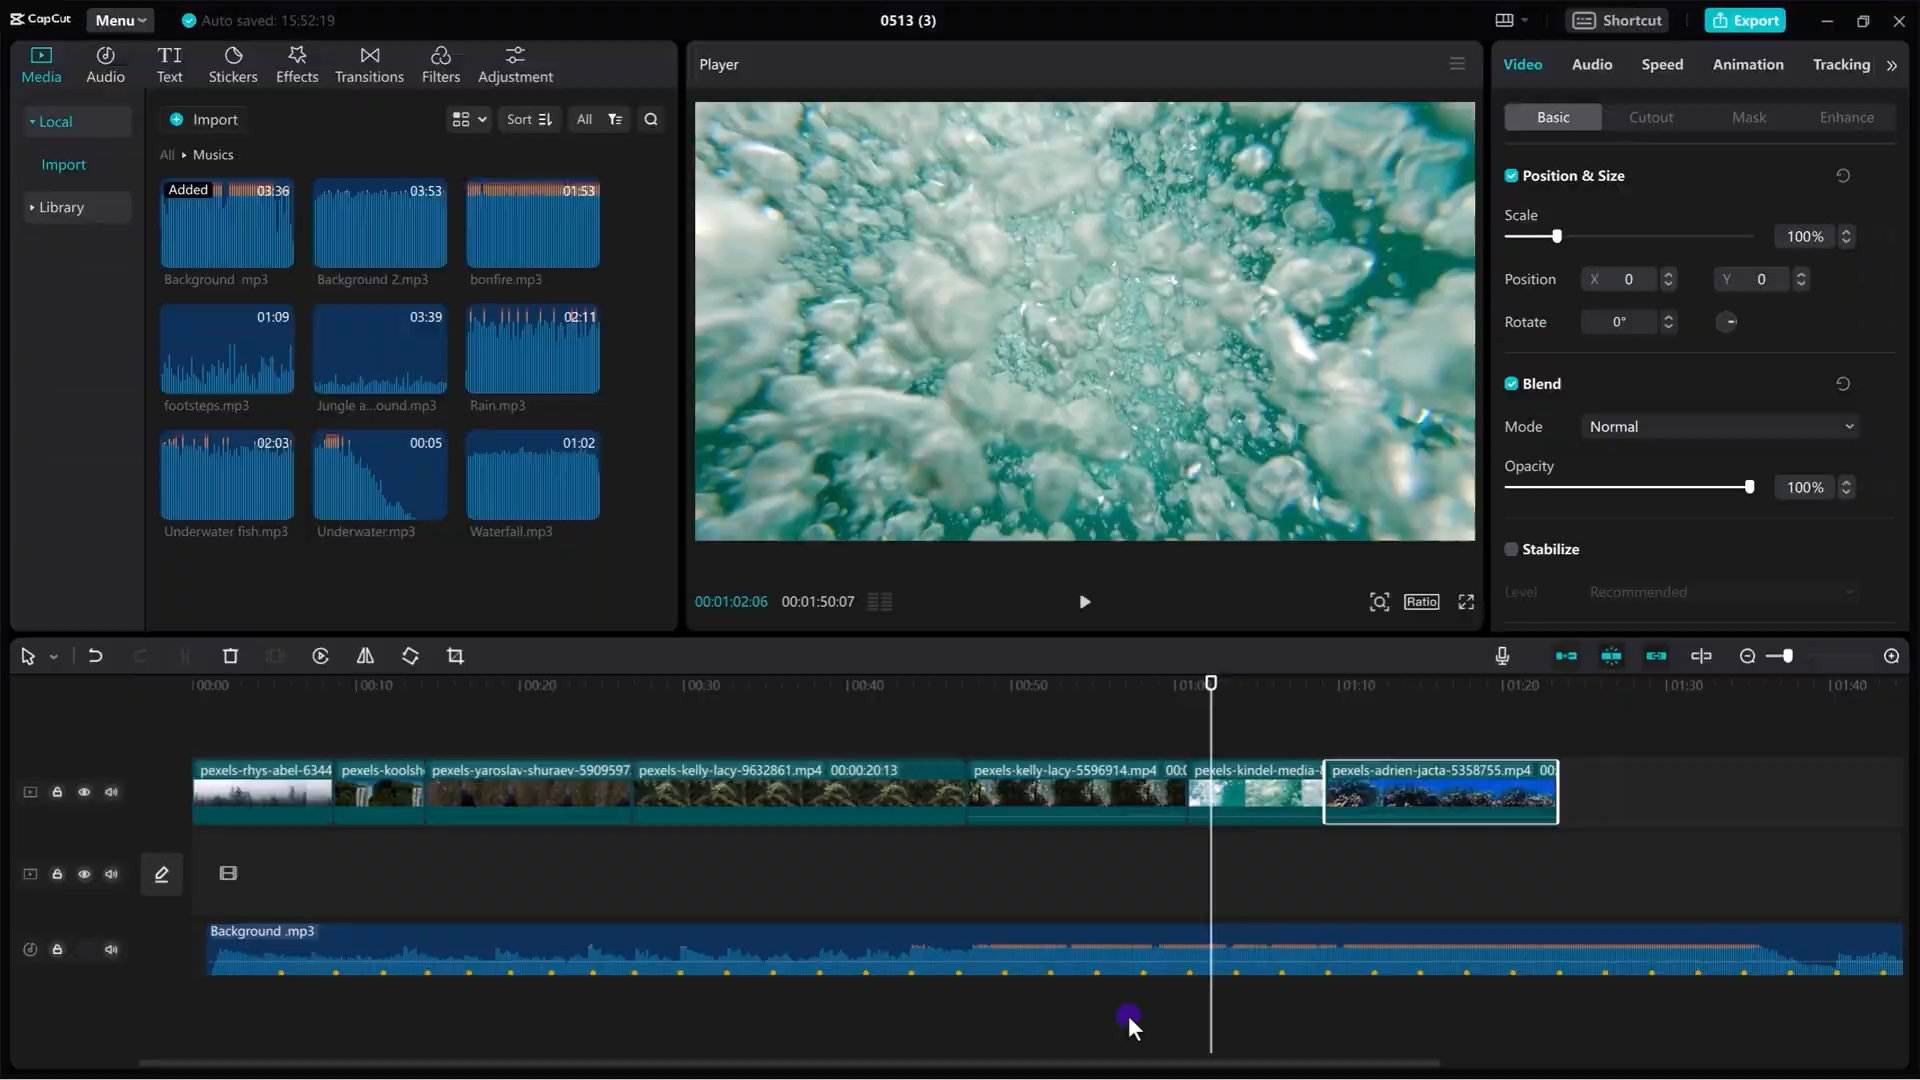 CapCut Menu Auto saved: 15:52:19 0513 (3) Shortcut Export
Media Audio Text Stickers Effects Transitions Filters Adjustment
Player
Video Audio Speed Animation Tracking
Local
Import
Library
Import Sort All
All Musics
Added 03:36 03:53 01:53
Background .mp3 Background 2.mp3 bonfire.mp3
01:09 03:39 02:11
footsteps.mp3 Jungle a...ound.mp3 Rain.mp3
02:03 00:05 01:02
Underwater fish.mp3 Underwater.mp3 Waterfall.mp3
00:01:02:06 00:01:50:07 Ratio
Basic Cutout Mask Enhance
Position & Size
Scale
100%
Position X 0 Y 0
Rotate 0°
Blend
Mode Normal
Opacity
100%
Stabilize
Level Recommended
00:00 00:10 00:20 00:30 00:40 00:50 01:0 01:10 01:20 01:30 01:40
pexels-rhys-abel-6344 pexels-koolsh pexels-yaroslav-shuraev-5909597 pexels-kelly-lacy-9632861.mp4 00:00:20:13 pexels-kelly-lacy-5596914.mp4 00:0 pexels-kindel-media-8 pexels-adrien-jacta-5358755.mp4 00:
Background .mp3